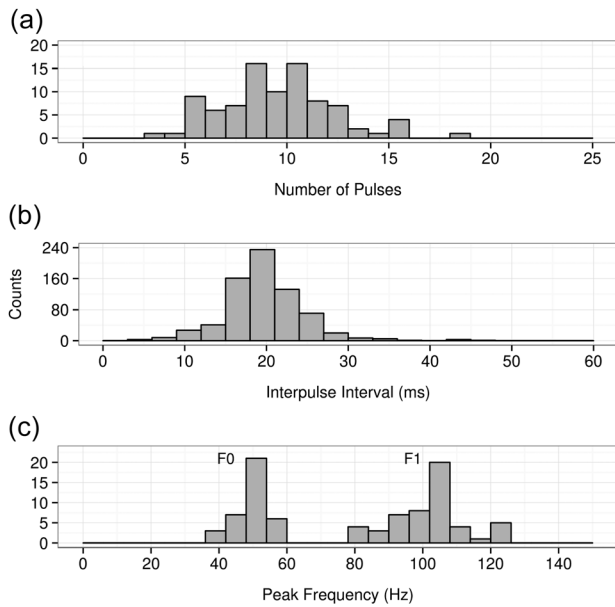 (a)
20
15
10
5
0
0 5 10 15 20 25
Number of Pulses
(b)
240
160
80
0
Counts
0 10 20 30 40 50 60
Interpulse Interval (ms)
(c)
F0 F1
20
15
10
5
0
0 20 40 60 80 100 120 140
Peak Frequency (Hz)